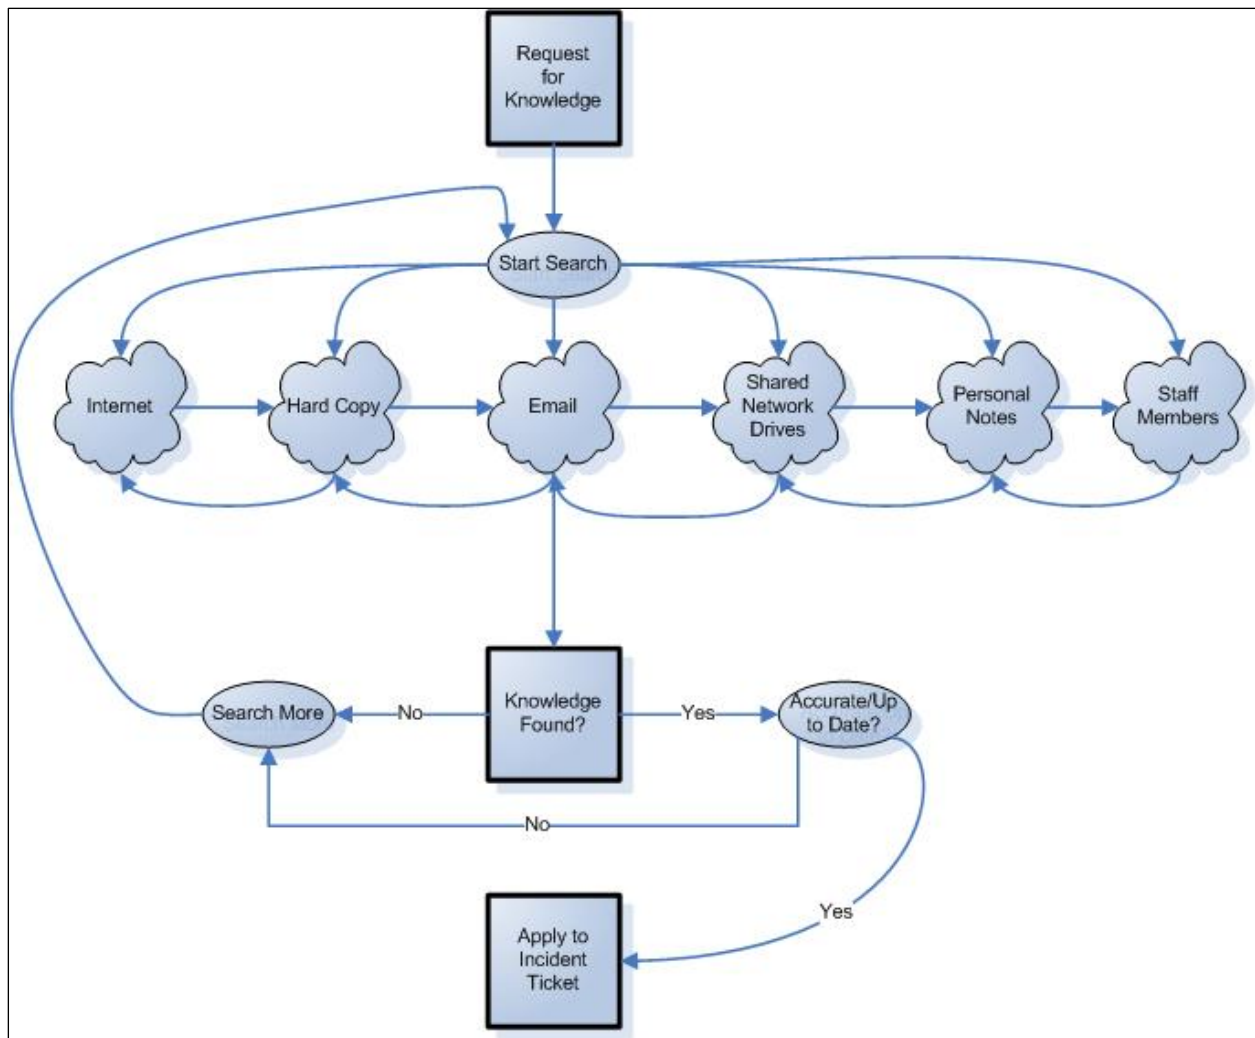 Request
for
Knowledge
Start Search
Internet
Hard Copy
Email
Shared
Network
Drives
Personal
Notes
Staff
Members
Search More
No
Knowledge
Found?
Yes
Accurate/Up
to Date?
No
Yes
Apply to
Incident
Ticket